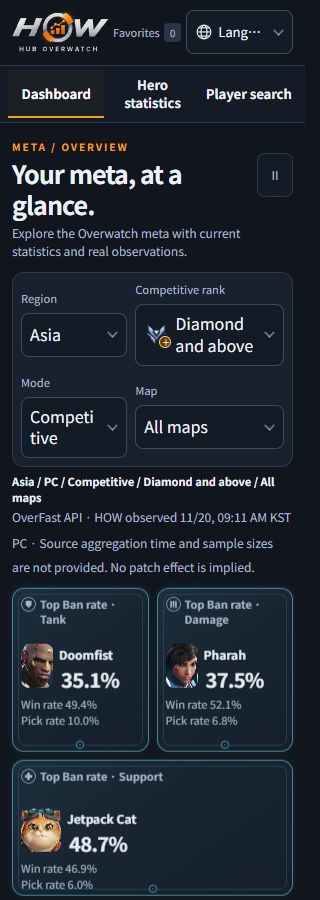 HOW
HUB OVERWATCH
Favorites 0
Lang...
Dashboard
Hero
statistics
Player search
META / OVERVIEW
Your meta, at a
glance.
Explore the Overwatch meta with current
statistics and real observations.
Region
Competitive rank
Asia
Diamond
and above
Mode
Map
Competi
tive
All maps
Asia / PC / Competitive / Diamond and above / All
maps
OverFast API · HOW observed 11/20, 09:11 AM KST
PC · Source aggregation time and sample sizes
are not provided. No patch effect is implied.
Top Ban rate ·
Tank
Doomfist
35.1%
Win rate 49.4%
Pick rate 10.0%
Top Ban rate ·
Damage
Pharah
37.5%
Win rate 52.1%
Pick rate 6.8%
Top Ban rate · Support
Jetpack Cat
48.7%
Win rate 46.9%
Pick rate 6.0%